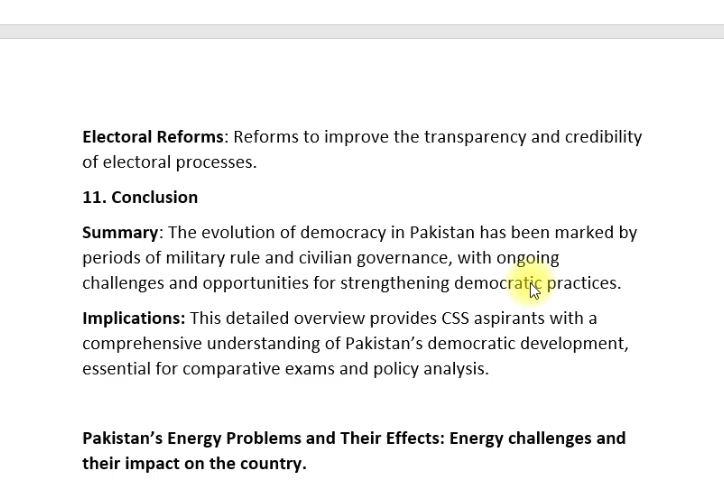 Electoral Reforms: Reforms to improve the transparency and credibility
of electoral processes.
11. Conclusion
Summary: The evolution of democracy in Pakistan has been marked by
periods of military rule and civilian governance, with ongoing
challenges and opportunities for strengthening democratic practices.
Implications: This detailed overview provides CSS aspirants with a
comprehensive understanding of Pakistan’s democratic development,
essential for comparative exams and policy analysis.
Pakistan’s Energy Problems and Their Effects: Energy challenges and
their impact on the country.